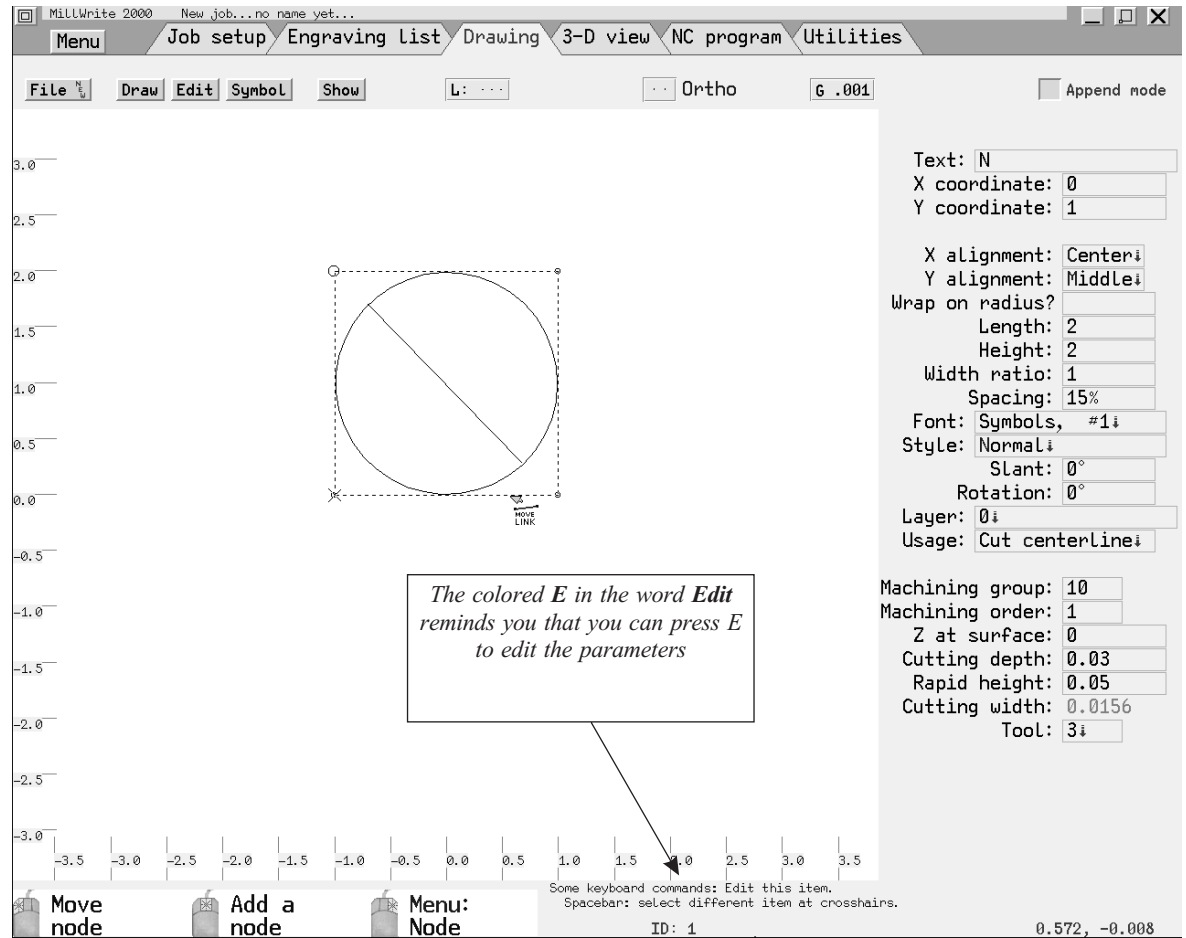 MillWrite 2000 New job...no name yet...
Menu Job setup Engraving list Drawing 3-D view NC program Utilities
File NEW Draw Edit Symbol Show L: ... .. Ortho G .001 Append mode
Text: N
X coordinate: 0
Y coordinate: 1
X alignment: Center↓
Y alignment: Middle↓
Wrap on radius?
Length: 2
Height: 2
Width ratio: 1
Spacing: 15%
Font: Symbols, #1↓
Style: Normal↓
Slant: 0°
Rotation: 0°
Layer: 0↓
Usage: Cut centerline↓
Machining group: 10
Machining order: 1
Z at surface: 0
Cutting depth: 0.03
Rapid height: 0.05
Cutting width: 0.0156
Tool: 3↓
3.0
2.5
2.0
1.5
1.0
0.5
0.0
-0.5
-1.0
-1.5
-2.0
-2.5
-3.0
MOVE
LINK
The colored E in the word Edit
reminds you that you can press E
to edit the parameters
-3.5 -3.0 -2.5 -2.0 -1.5 -1.0 -0.5 0.0 0.5 1.0 1.5 2.0 2.5 3.0 3.5
Move
node
Add a
node
Menu:
Node
Some keyboard commands: Edit this item.
Spacebar: select different item at crosshairs.
ID: 1 0.572, -0.008